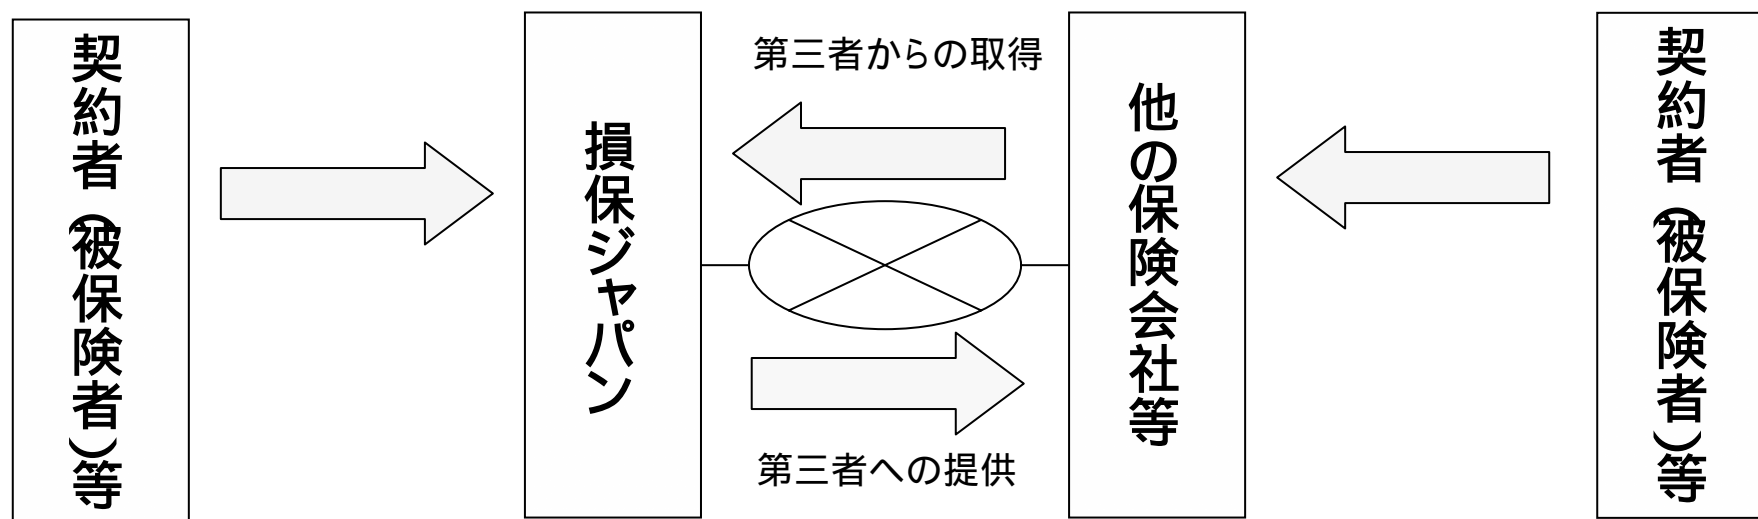 契約者（被保険者）等
損保ジャパン
第三者からの取得
第三者への提供
他の保険会社等
契約者（被保険者）等